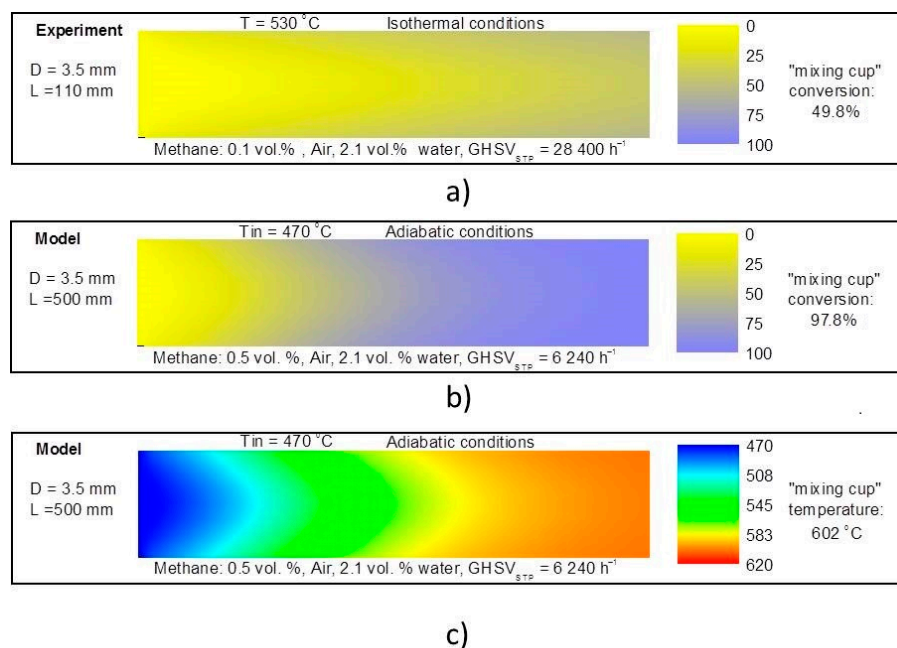 Experiment
D = 3.5 mm
L =110 mm
T = 530 °C Isothermal conditions
Methane: 0.1 vol.% , Air, 2.1 vol.% water, GHSV_STP = 28 400 h⁻¹
0
25
50
75
100
"mixing cup"
conversion:
49.8%
a)
Model
D = 3.5 mm
L =500 mm
Tin = 470 °C Adiabatic conditions
Methane: 0.5 vol. %, Air, 2.1 vol. % water, GHSV_STP = 6 240 h⁻¹
0
25
50
75
100
"mixing cup"
conversion:
97.8%
b)
Model
D = 3.5 mm
L =500 mm
Tin = 470 °C Adiabatic conditions
Methane: 0.5 vol. %, Air, 2.1 vol. % water, GHSV_STP = 6 240 h⁻¹
470
508
545
583
620
"mixing cup"
temperature:
602 °C
c)